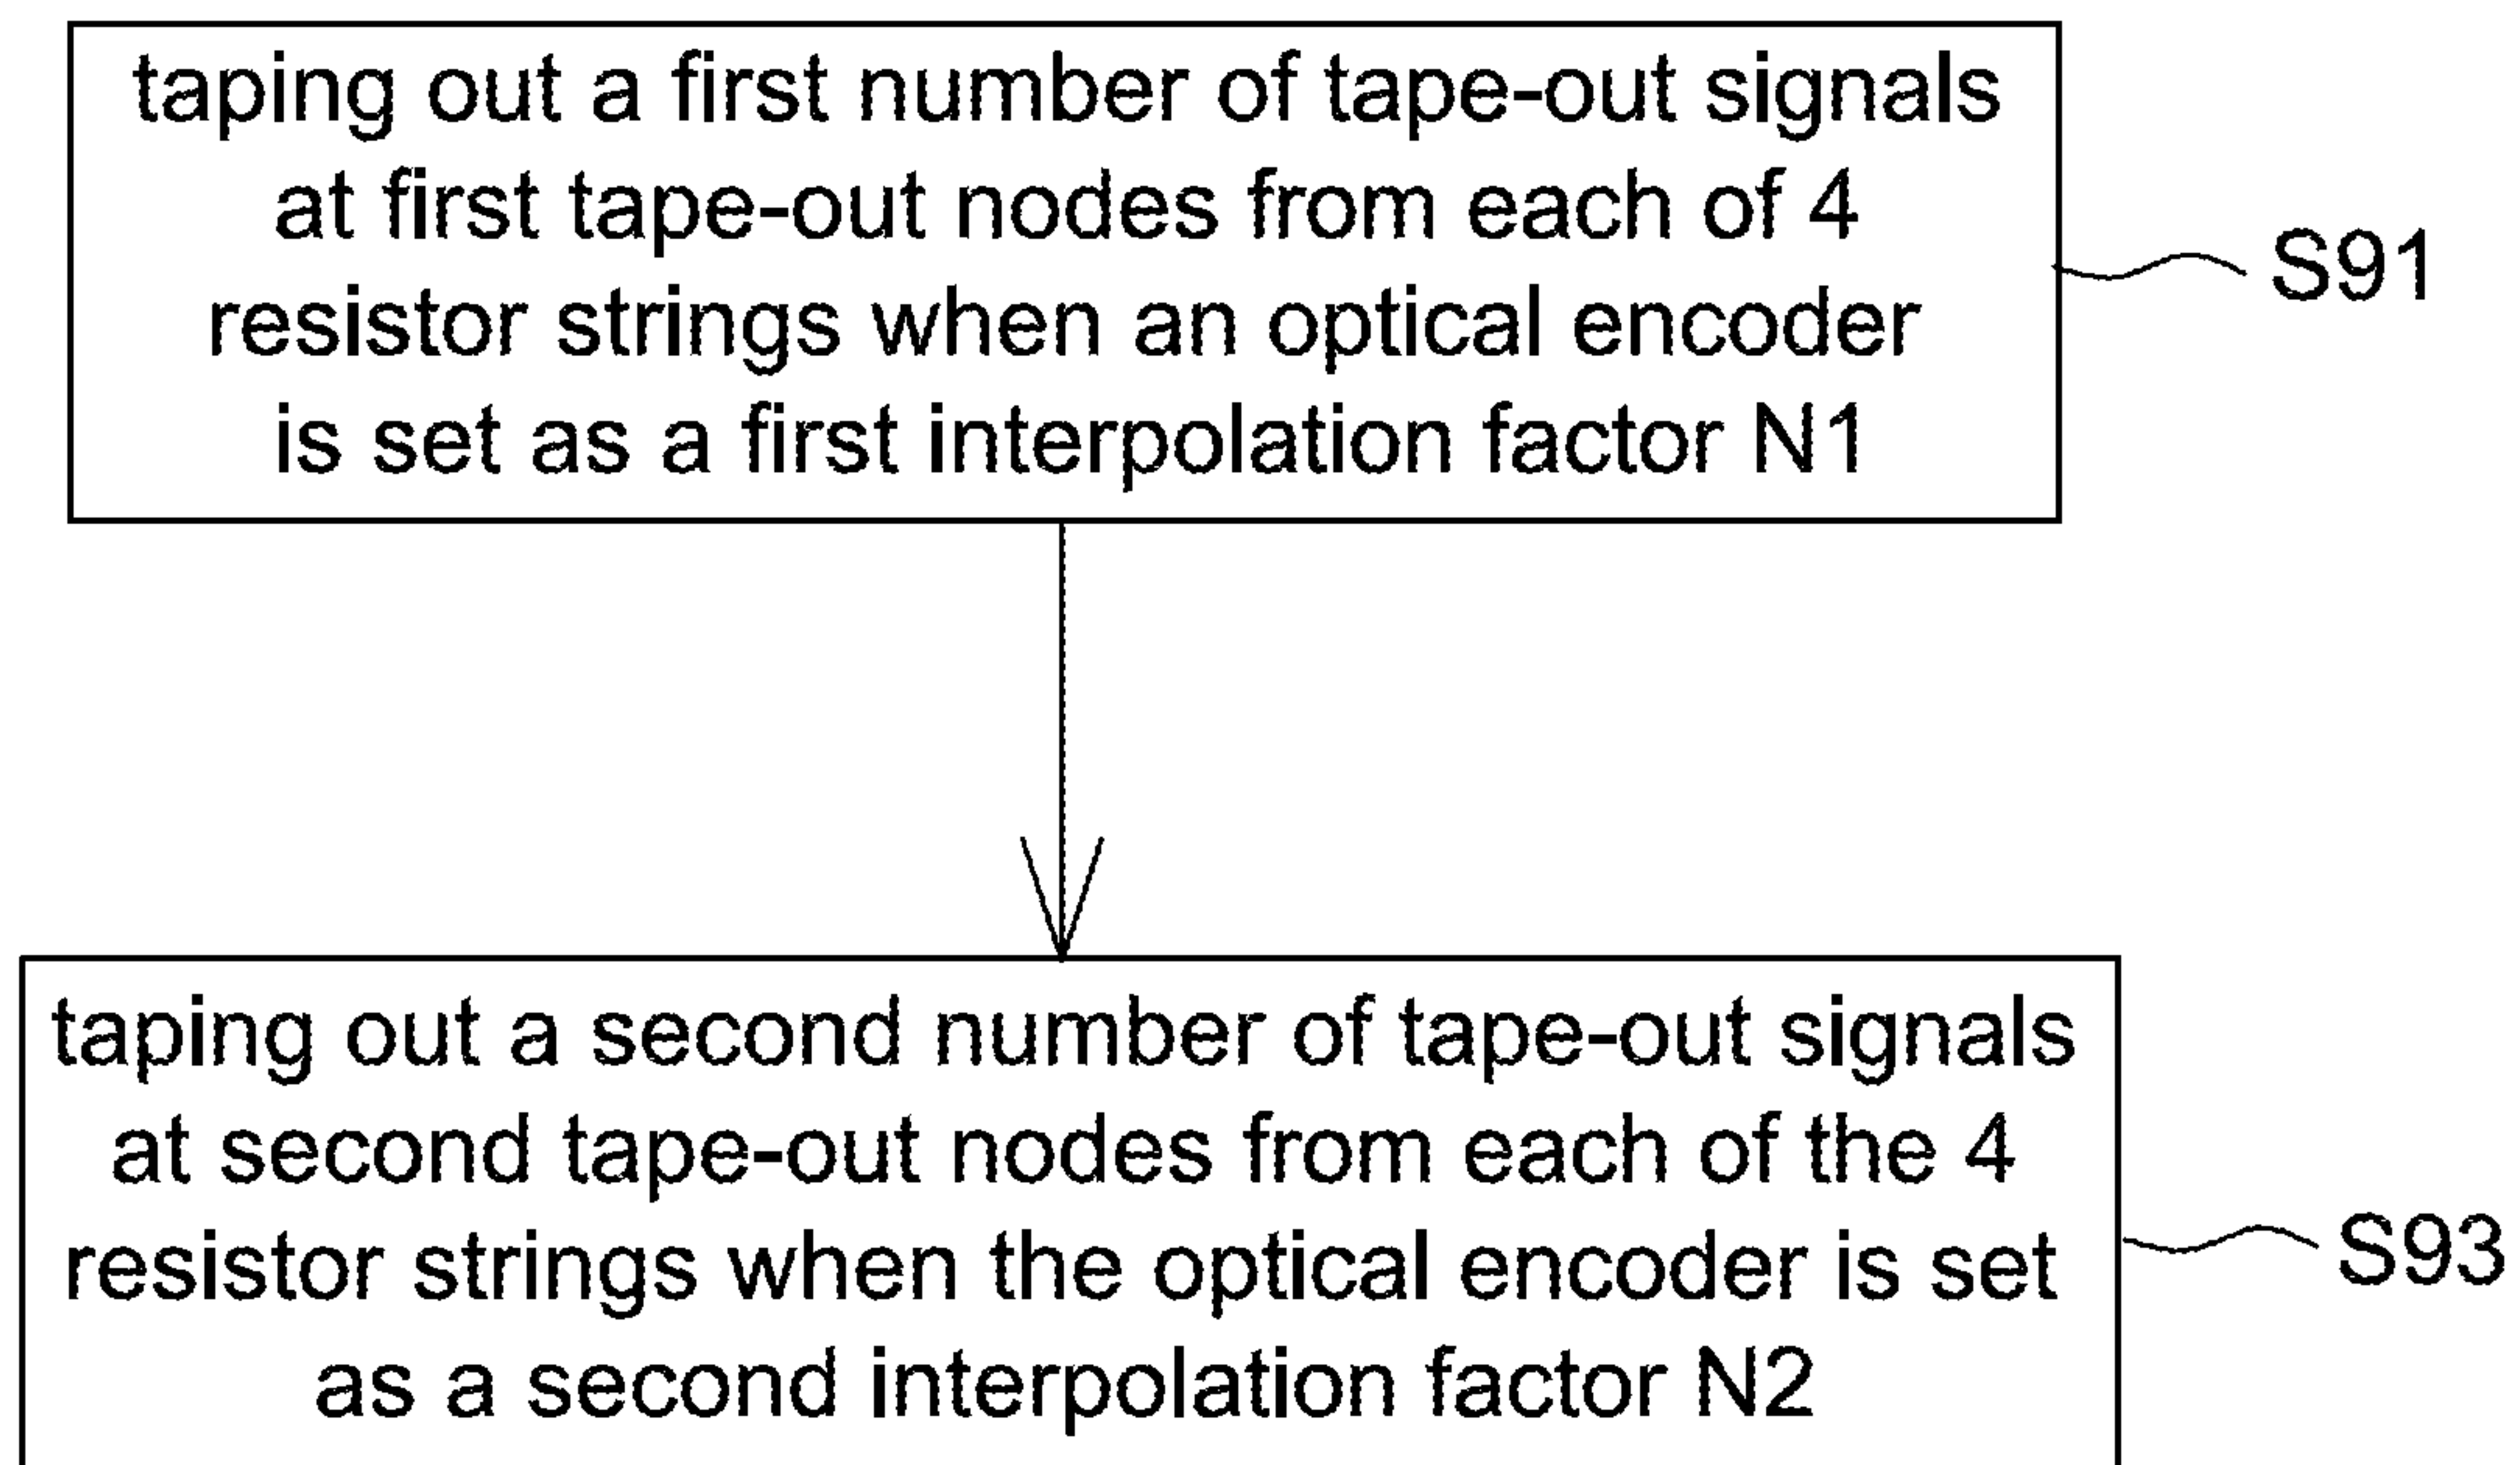 taping out a first number of tape-out signals
at first tape-out nodes from each of 4
resistor strings when an optical encoder
is set as a first interpolation factor N1
S91
taping out a second number of tape-out signals
at second tape-out nodes from each of the 4
resistor strings when the optical encoder is set
as a second interpolation factor N2
S93